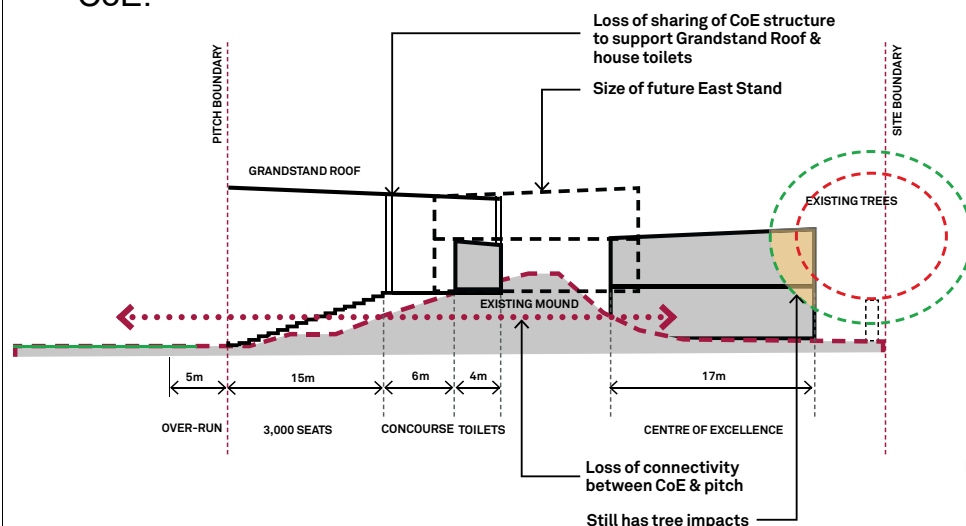 CoE.
Loss of sharing of CoE structure
to support Grandstand Roof &
house toilets
Size of future East Stand
PITCH BOUNDARY
SITE BOUNDARY
GRANDSTAND ROOF
EXISTING TREES
EXISTING MOUND
5m
15m
6m
4m
17m
OVER-RUN
3,000 SEATS
CONCOURSE
TOILETS
CENTRE OF EXCELLENCE
Loss of connectivity
between CoE & pitch
Still has tree impacts